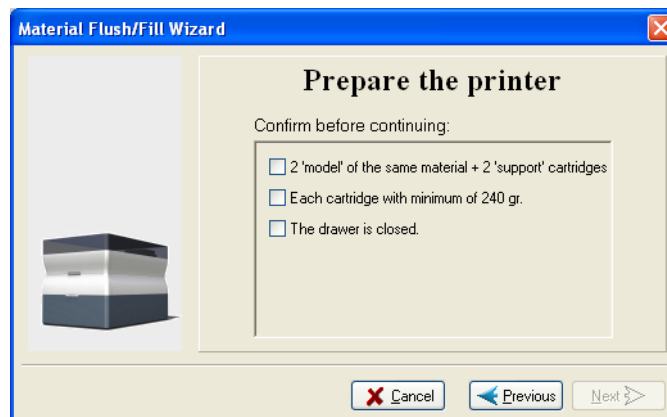 Material Flush/Fill Wizard
Prepare the printer
Confirm before continuing:
2 'model' of the same material + 2 'support' cartridges
Each cartridge with minimum of 240 gr.
The drawer is closed.
Cancel
Previous
Next